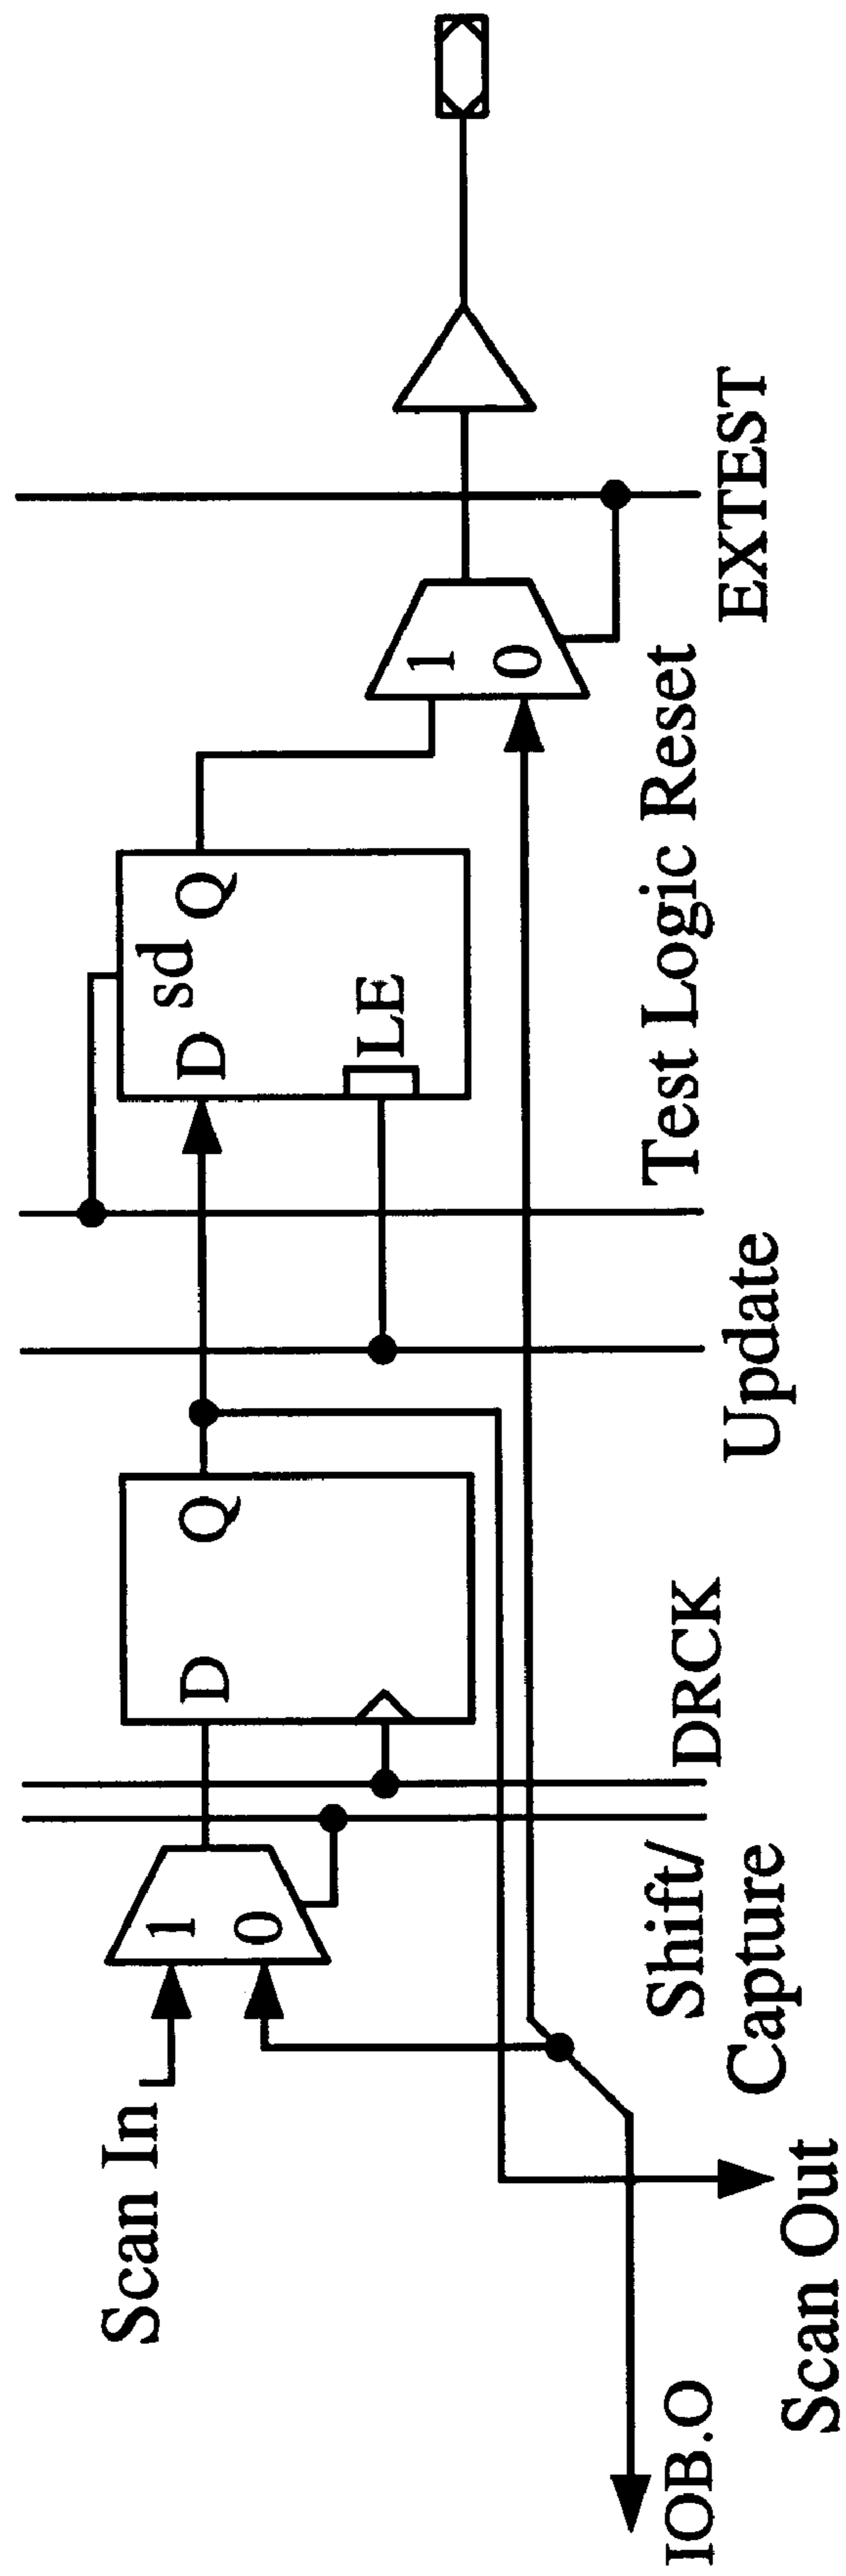 Scan In
1
0
D
Q
D
sd
Q
LE
1
0
IOB.O
Scan Out
Shift/
Capture
DRCK
Update
Test Logic Reset
EXTEST